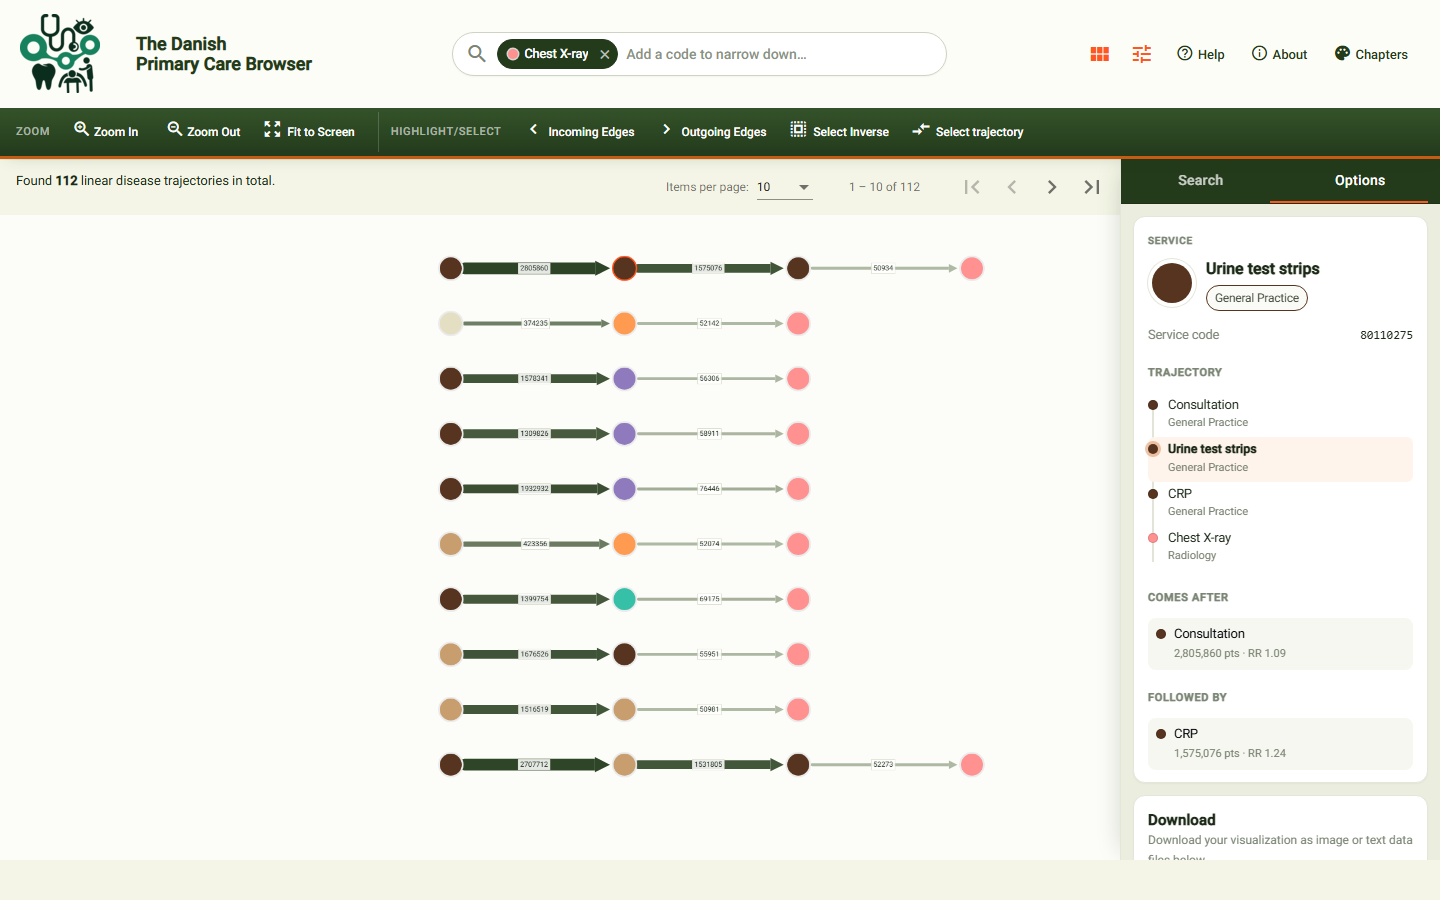 The Danish
Primary Care Browser
Chest X-ray
Add a code to narrow down...
Help
About
Chapters
ZOOM
Zoom In
Zoom Out
Fit to Screen
HIGHLIGHT/SELECT
Incoming Edges
Outgoing Edges
Select Inverse
Select trajectory
Found 112 linear disease trajectories in total.
Items per page: 10
1 – 10 of 112
2805860 1575076 50934
374235 52142
1578341 56306
1309826 58911
1932932 76446
423356 52074
1399754 69175
1676526 55951
1516519 50981
2707712 1531805 52273
Search
Options
SERVICE
Urine test strips
General Practice
Service code 80110275
TRAJECTORY
Consultation
General Practice
Urine test strips
General Practice
CRP
General Practice
Chest X-ray
Radiology
COMES AFTER
Consultation
2,805,860 pts · RR 1.09
FOLLOWED BY
CRP
1,575,076 pts · RR 1.24
Download
Download your visualization as image or text data
files below